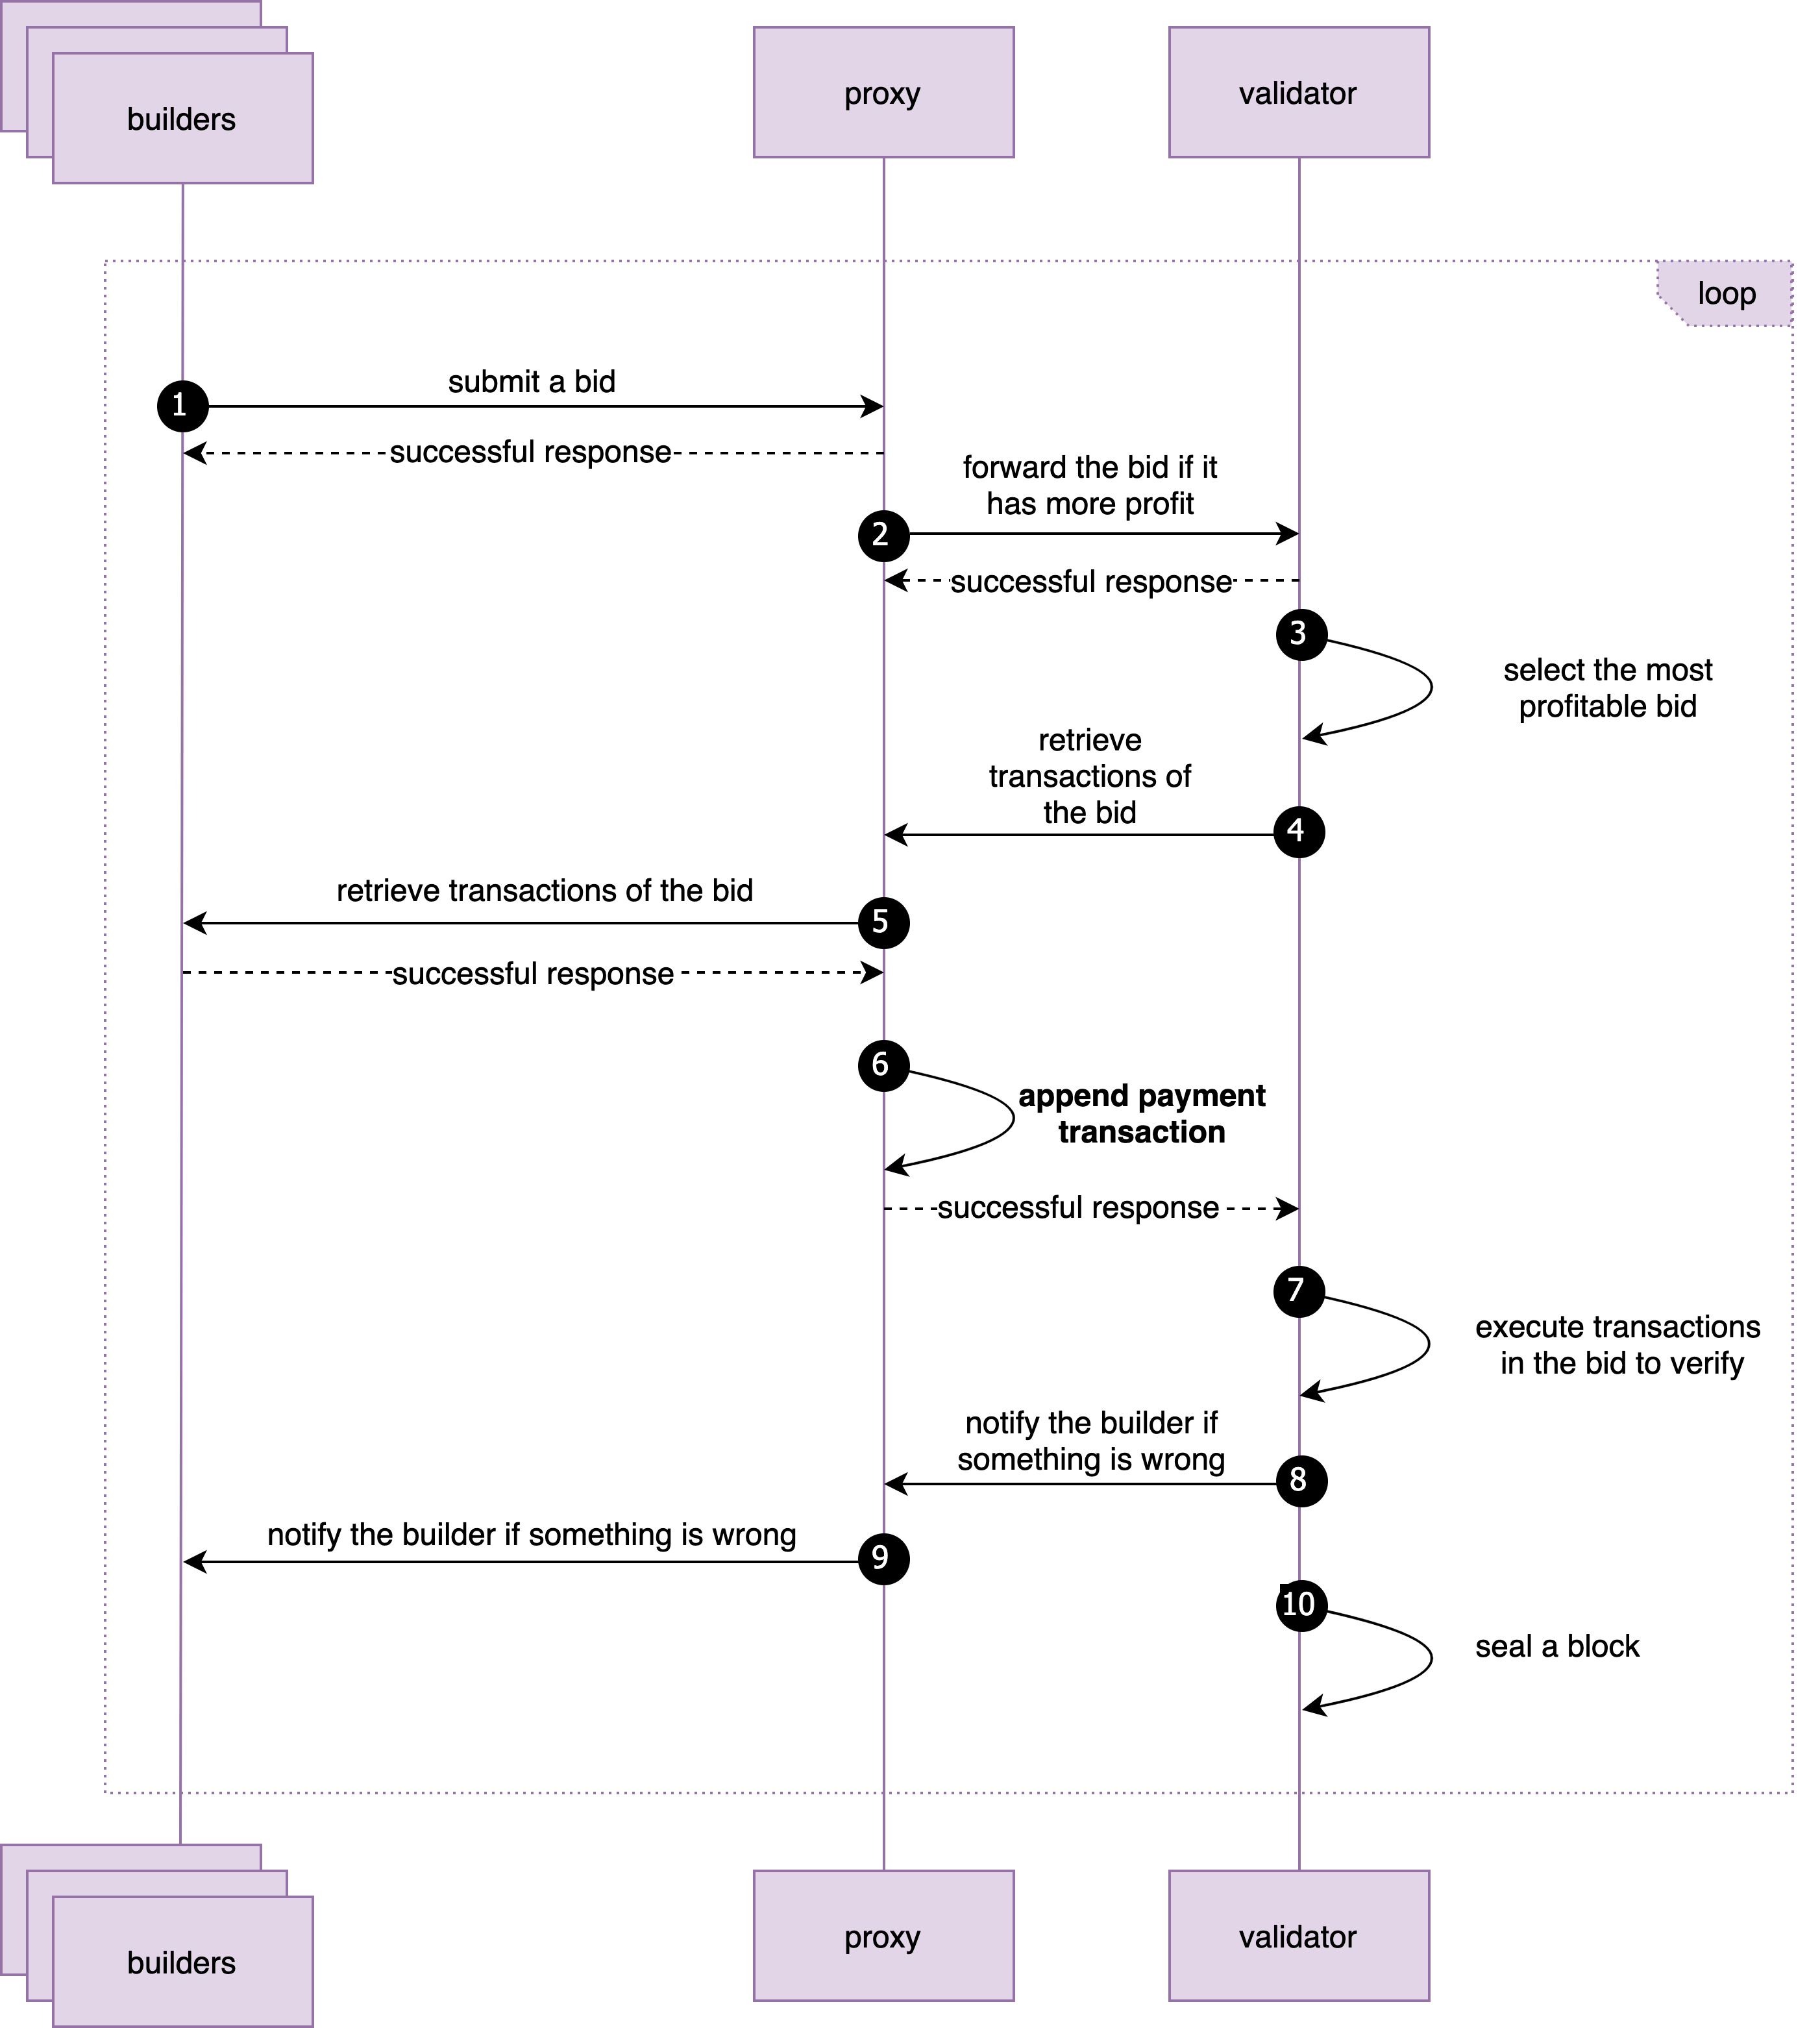 builders
proxy
validator
loop
1
submit a bid
successful response
forward the bid if it
has more profit
2
successful response
3
select the most
profitable bid
retrieve
transactions of
the bid
4
retrieve transactions of the bid
5
successful response
6
append payment
transaction
successful response
7
execute transactions
in the bid to verify
notify the builder if
something is wrong
8
notify the builder if something is wrong
9
10
seal a block
builders
proxy
validator